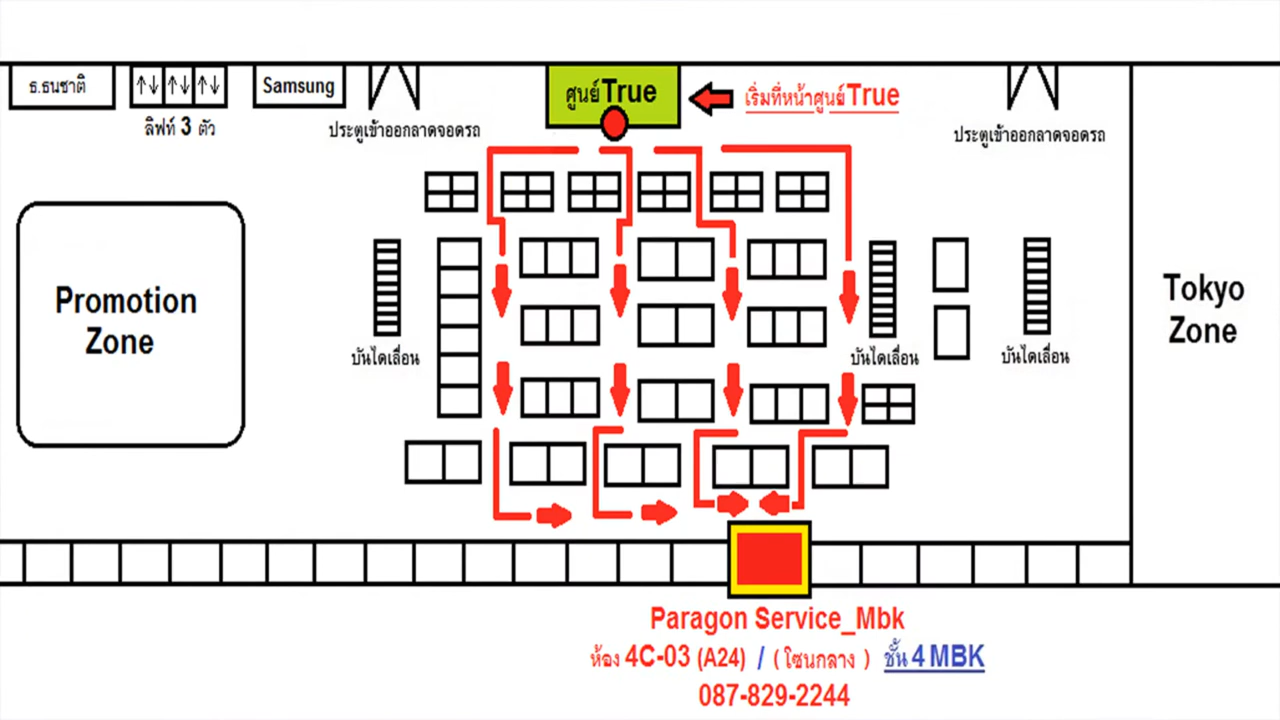 ธ.ธนชาติ
ลิฟท์ 3 ตัว
Samsung
ประตูเข้าออกลาดจอดรถ
ศูนย์ True
เริ่มที่หน้าศูนย์ True
ประตูเข้าออกลาดจอดรถ
Promotion
Zone
บันไดเลื่อน
บันไดเลื่อน
บันไดเลื่อน
Tokyo
Zone
Paragon Service_Mbk
ห้อง 4C-03 (A24) / ( โซนกลาง ) ชั้น 4 MBK
087-829-2244